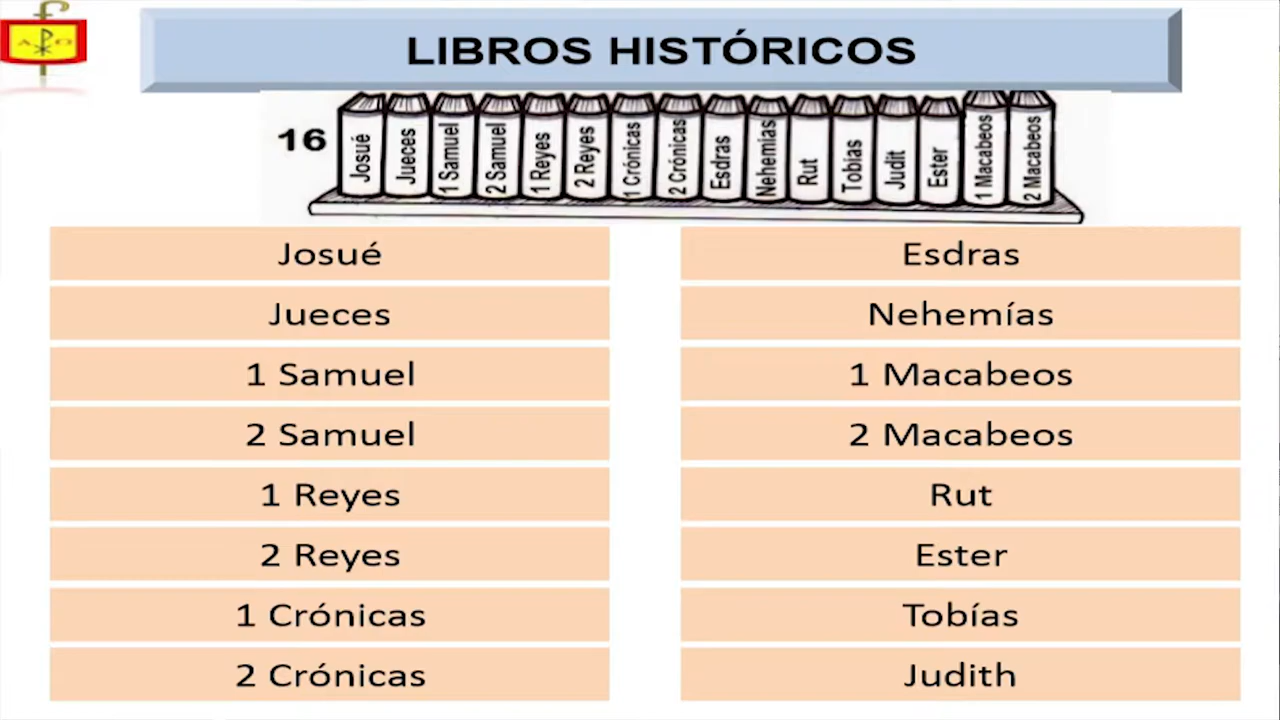 LIBROS HISTÓRICOS
A P O
16
Josué
Jueces
1 Samuel
2 Samuel
1 Reyes
2 Reyes
1 Crónicas
2 Crónicas
Esdras
Nehemias
Rut
Tobias
Judit
Ester
1 Macabeos
2 Macabeos
Josué
Jueces
1 Samuel
2 Samuel
1 Reyes
2 Reyes
1 Crónicas
2 Crónicas
Esdras
Nehemías
1 Macabeos
2 Macabeos
Rut
Ester
Tobías
Judith